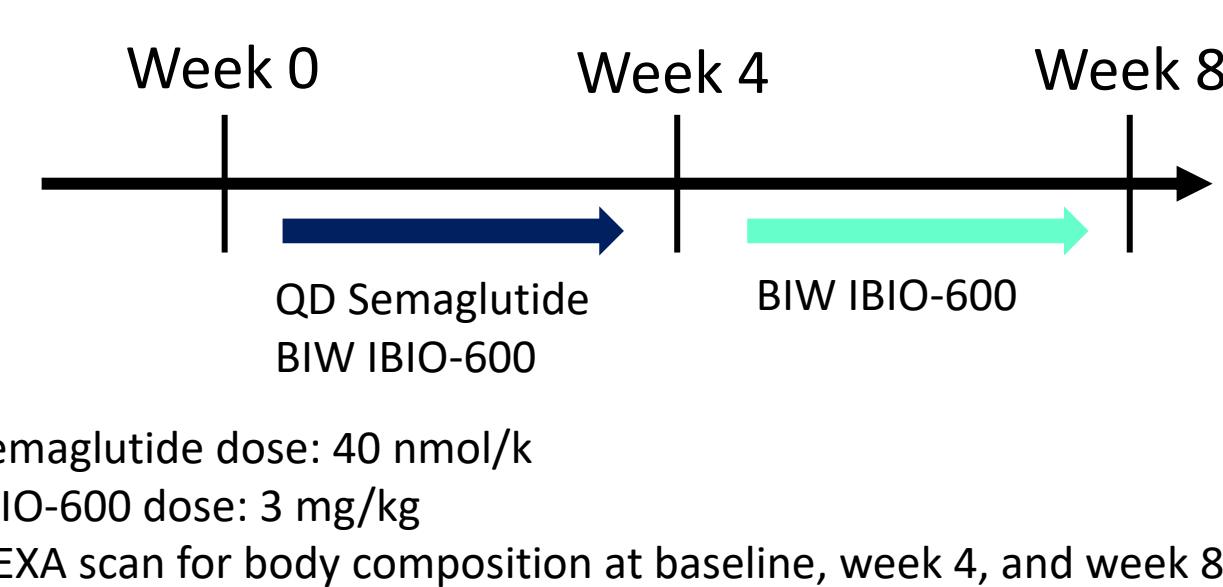 Week 0
Week 4
Week 8
QD Semaglutide
BIW IBIO-600
BIW IBIO-600
emaglutide dose: 40 nmol/k
IO-600 dose: 3 mg/kg
EXA scan for body composition at baseline, week 4, and week 8